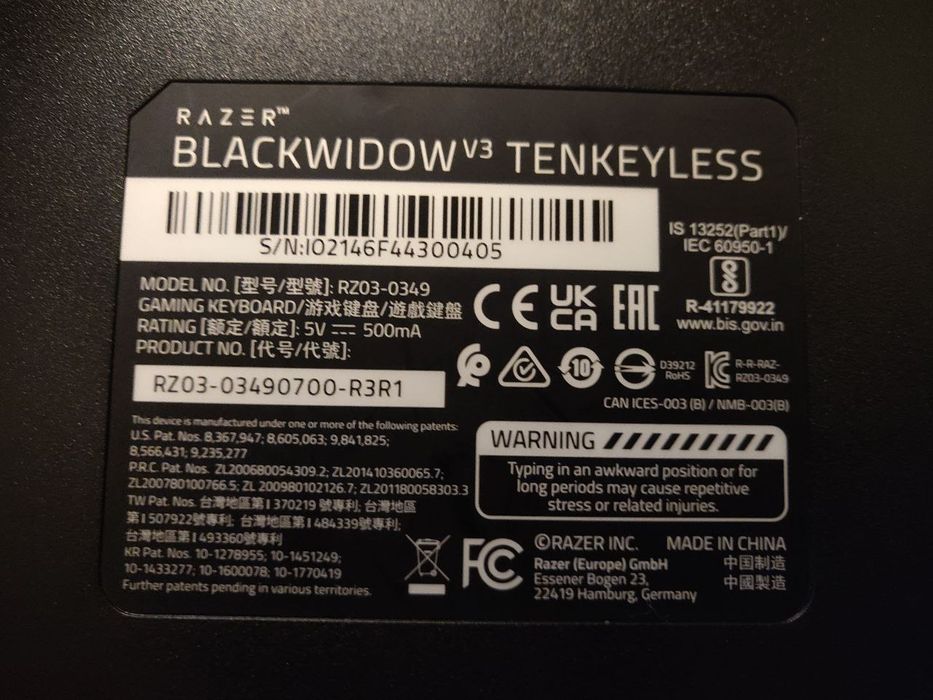 RAZER™
BLACKWIDOW V3 TENKEYLESS
S/N:IO2146F44300405
IS 13252(Part1)/
IEC 60950-1
R-41179922
www.bis.gov.in
MODEL NO. [型号/型號]: RZ03-0349
GAMING KEYBOARD/游戏键盘/遊戲鍵盤
RATING [额定/額定]: 5V ⎓ 500mA
PRODUCT NO. [代号/代號]:
RZ03-03490700-R3R1
CE UK CA EAC
10
D39212
RoHS
R-R-RAZ-
RZ03-0349
CAN ICES-003 (B) / NMB-003(B)
This device is manufactured under one or more of the following patents:
U.S. Pat. Nos. 8,367,947; 8,605,063; 9,841,825;
8,566,431; 9,235,277
P.R.C. Pat. Nos. ZL200680054309.2; ZL201410360065.7;
ZL200780100766.5; ZL 200980102126.7; ZL201180058303.3
TW Pat. Nos. 台灣地區第I 370219 號專利; 台灣地區
第I 507922號專利; 台灣地區第I 484339號專利;
台灣地區第I 493360號專利
KR Pat. Nos. 10-1278955; 10-1451249;
10-1433277; 10-1600078; 10-1770419
Further patents pending in various territories.
WARNING
Typing in an awkward position or for
long periods may cause repetitive
stress or related injuries.
FC
©RAZER INC.
Razer (Europe) GmbH
Essener Bogen 23,
22419 Hamburg, Germany
MADE IN CHINA
中国制造
中國製造